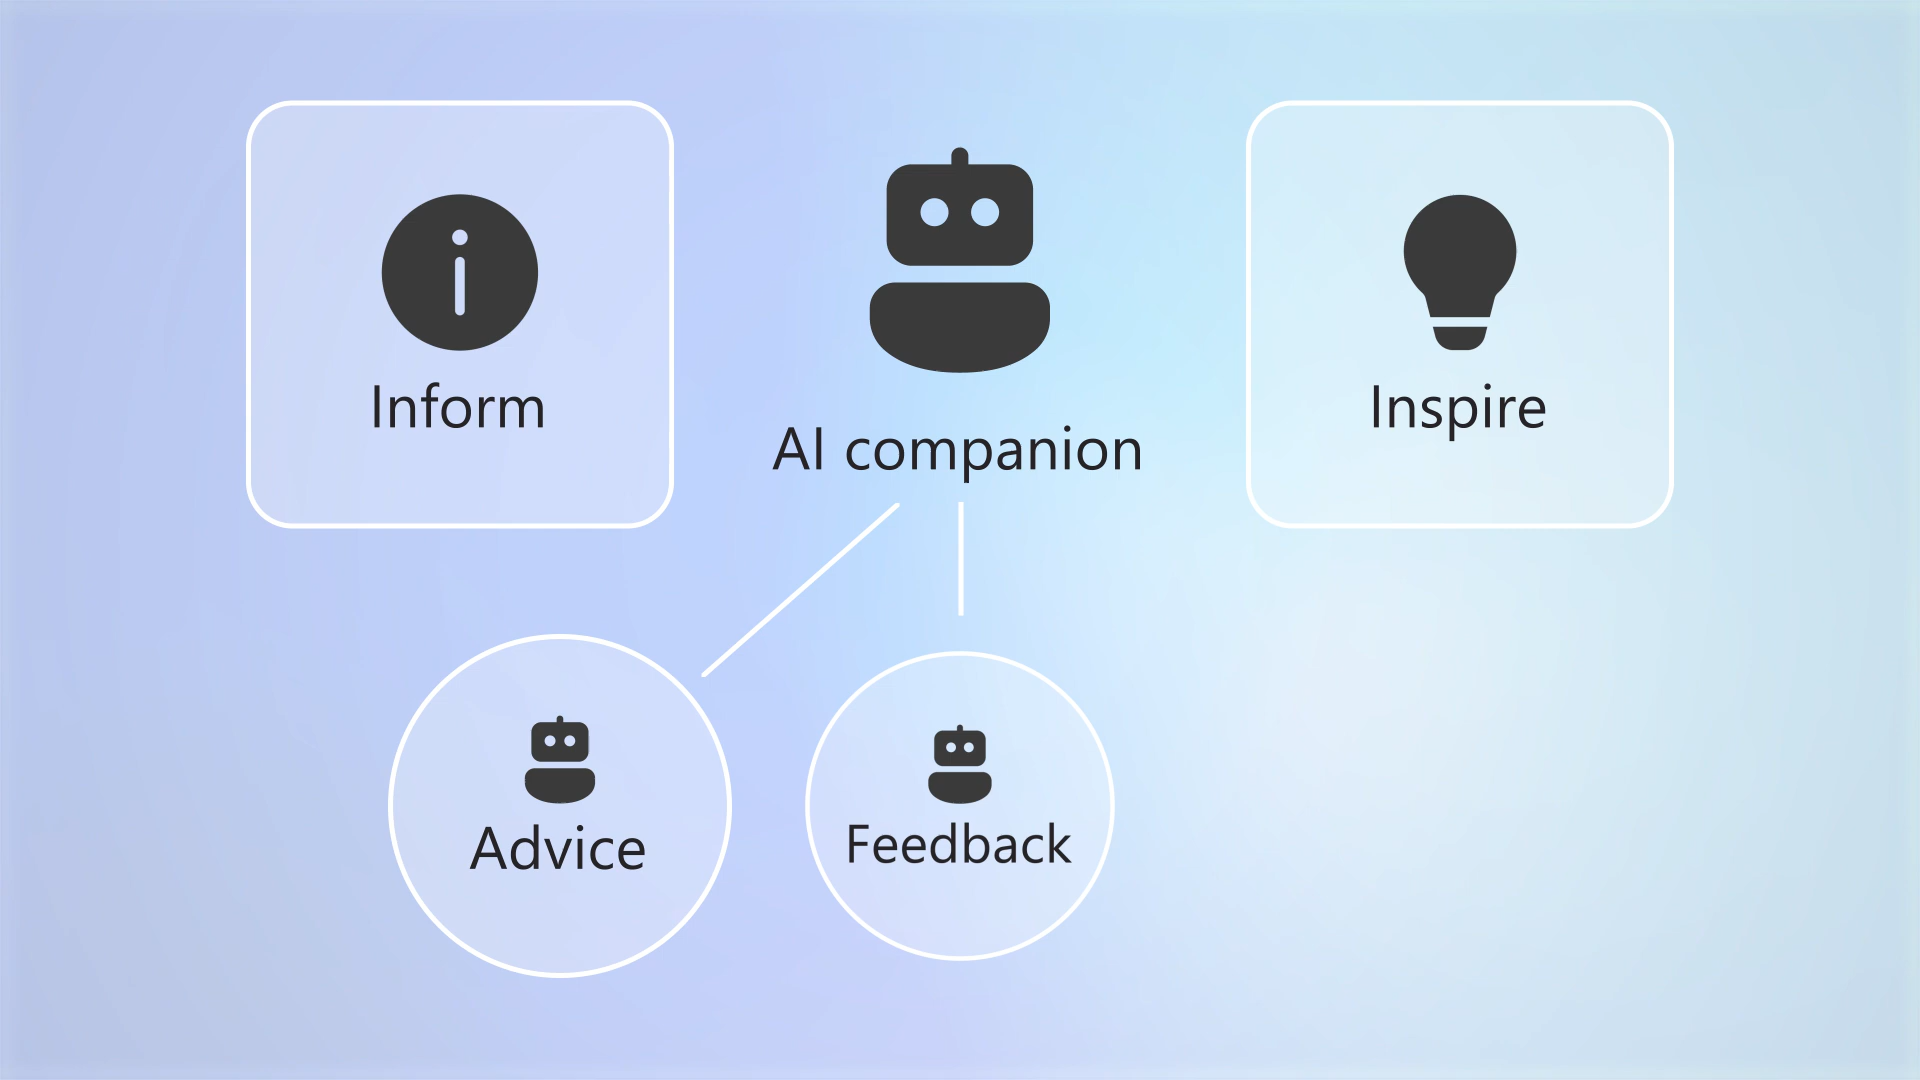 Inform
AI companion
Inspire
Advice
Feedback